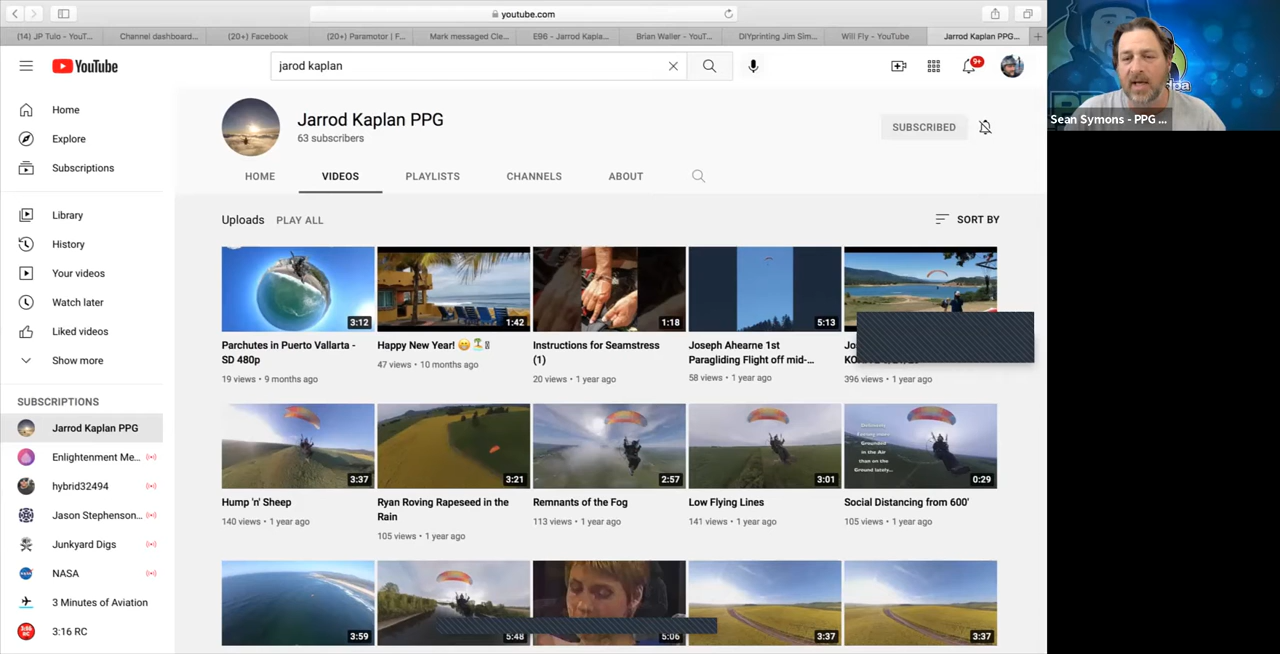 youtube.com
(14) JP Tulo - YouT...
Channel dashboard...
(20+) Facebook
(20+) Paramotor | F...
Mark messaged Cle...
E96 - Jarrod Kapla...
Brian Waller - YouT...
DIYprinting Jim Sim...
Will Fly - YouTube
Jarrod Kaplan PPG...
YouTube
jarod kaplan
9+
Home
Explore
Subscriptions
Library
History
Your videos
Watch later
Liked videos
Show more
SUBSCRIPTIONS
Jarrod Kaplan PPG
Enlightenment Me...
hybrid32494
Jason Stephenson...
Junkyard Digs
NASA
3 Minutes of Aviation
3:16 RC
Jarrod Kaplan PPG
63 subscribers
SUBSCRIBED
HOME
VIDEOS
PLAYLISTS
CHANNELS
ABOUT
Uploads
PLAY ALL
SORT BY
3:12
Parchutes in Puerto Vallarta -
SD 480p
19 views • 9 months ago
1:42
Happy New Year! 😄🏝️
47 views • 10 months ago
1:18
Instructions for Seamstress
(1)
20 views • 1 year ago
5:13
Joseph Ahearne 1st
Paragliding Flight off mid-...
58 views • 1 year ago
396 views • 1 year ago
3:37
Hump 'n' Sheep
140 views • 1 year ago
3:21
Ryan Roving Rapeseed in the
Rain
105 views • 1 year ago
2:57
Remnants of the Fog
113 views • 1 year ago
3:01
Low Flying Lines
141 views • 1 year ago
in the Air
than on the
Ground lately...
0:29
Social Distancing from 600'
105 views • 1 year ago
3:59
5:48
5:06
3:37
3:37
Sean Symons - PPG ...